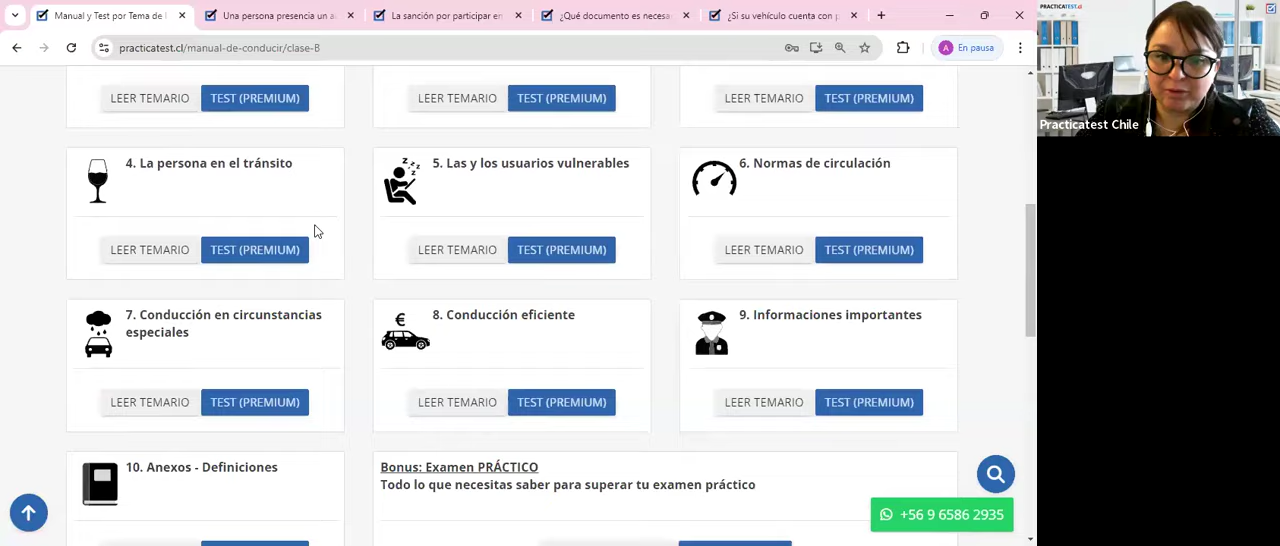 Manual y Test por Tema de
Una persona presencia un a
La sanción por participar en
¿Qué documento es necesa
¿Si su vehículo cuenta con p
practicatest.cl/manual-de-conducir/clase-B
A En pausa
PRACTICATEST.cl
Practicatest Chile
LEER TEMARIO TEST (PREMIUM)
LEER TEMARIO TEST (PREMIUM)
LEER TEMARIO TEST (PREMIUM)
4. La persona en el tránsito
LEER TEMARIO TEST (PREMIUM)
5. Las y los usuarios vulnerables
LEER TEMARIO TEST (PREMIUM)
6. Normas de circulación
LEER TEMARIO TEST (PREMIUM)
7. Conducción en circunstancias
especiales
LEER TEMARIO TEST (PREMIUM)
8. Conducción eficiente
LEER TEMARIO TEST (PREMIUM)
9. Informaciones importantes
LEER TEMARIO TEST (PREMIUM)
10. Anexos - Definiciones
Bonus: Examen PRÁCTICO
Todo lo que necesitas saber para superar tu examen práctico
+56 9 6586 2935